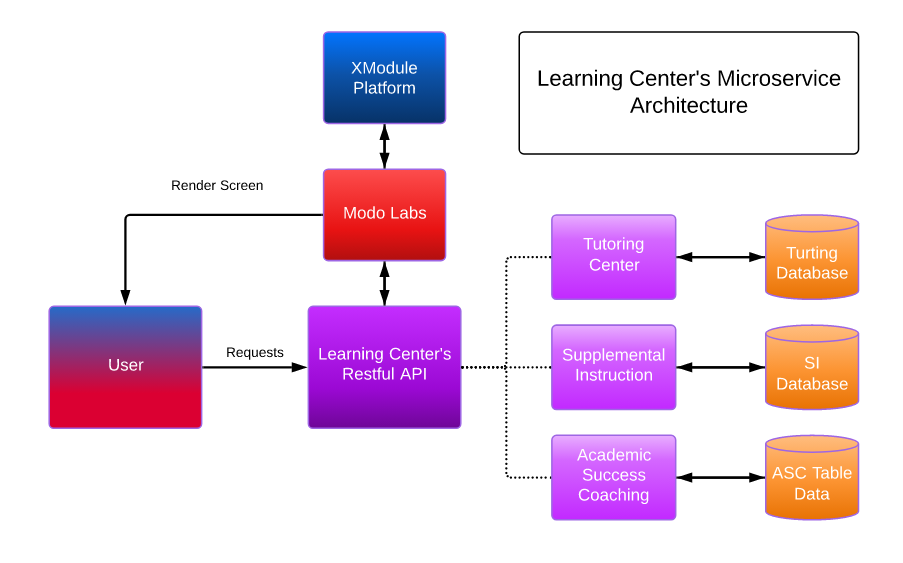 XModule
Platform
Learning Center's Microservice
Architecture
Render Screen
Modo Labs
Tutoring
Center
Turting
Database
User
Requests
Learning Center's
Restful API
Supplemental
Instruction
SI
Database
Academic
Success
Coaching
ASC Table
Data